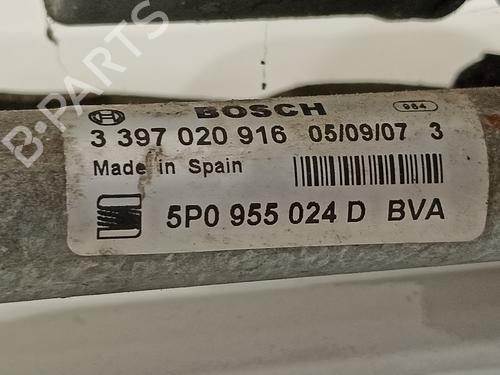 B-PARTS
BOSCH 984
3 397 020 916 05/09/07 3
Made in Spain
5P0 955 024 D BVA